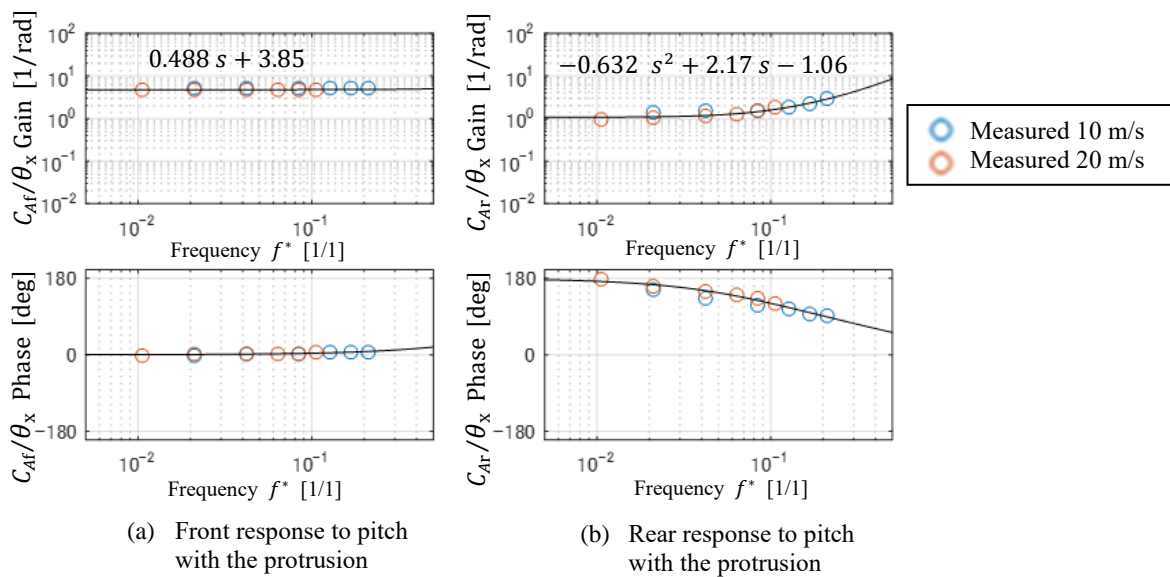 0.488 s + 3.85
C_Af/θ_x Gain [1/rad]
10^2
10^1
10^0
10^-1
10^-2
10^-2
10^-1
Frequency f* [1/1]
−0.632 s^2 + 2.17 s − 1.06
C_Ar/θ_x Gain [1/rad]
10^2
10^1
10^0
10^-1
10^-2
10^-2
10^-1
Frequency f* [1/1]
Measured 10 m/s
Measured 20 m/s
C_Af/θ_x Phase [deg]
180
0
−180
10^-2
10^-1
Frequency f* [1/1]
C_Ar/θ_x Phase [deg]
180
0
−180
10^-2
10^-1
Frequency f* [1/1]
(a) Front response to pitch
with the protrusion
(b) Rear response to pitch
with the protrusion